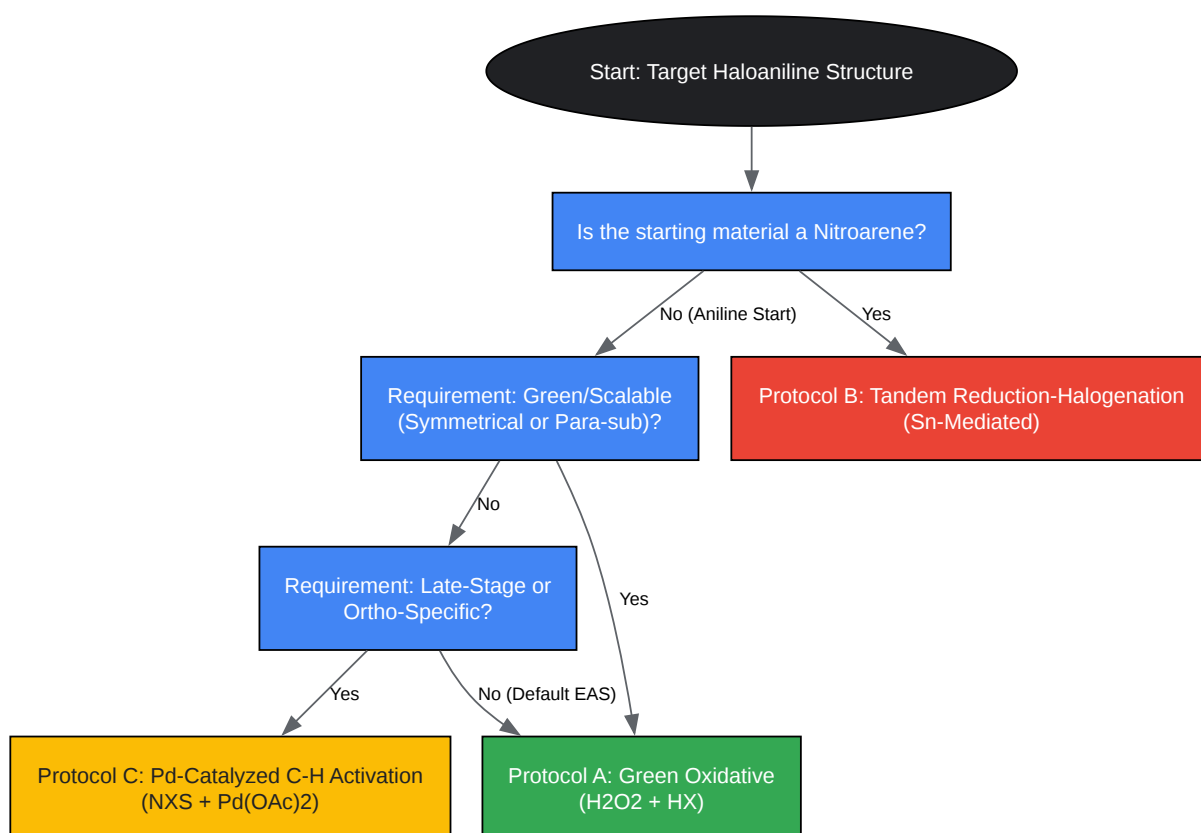 Start: Target Haloaniline Structure
Is the starting material a Nitroarene?
No (Aniline Start)
Yes
Requirement: Green/Scalable
(Symmetrical or Para-sub)?
Protocol B: Tandem Reduction-Halogenation
(Sn-Mediated)
No
Yes
Requirement: Late-Stage or
Ortho-Specific?
Yes
No (Default EAS)
Protocol C: Pd-Catalyzed C-H Activation
(NXS + Pd(OAc)2)
Protocol A: Green Oxidative
(H2O2 + HX)